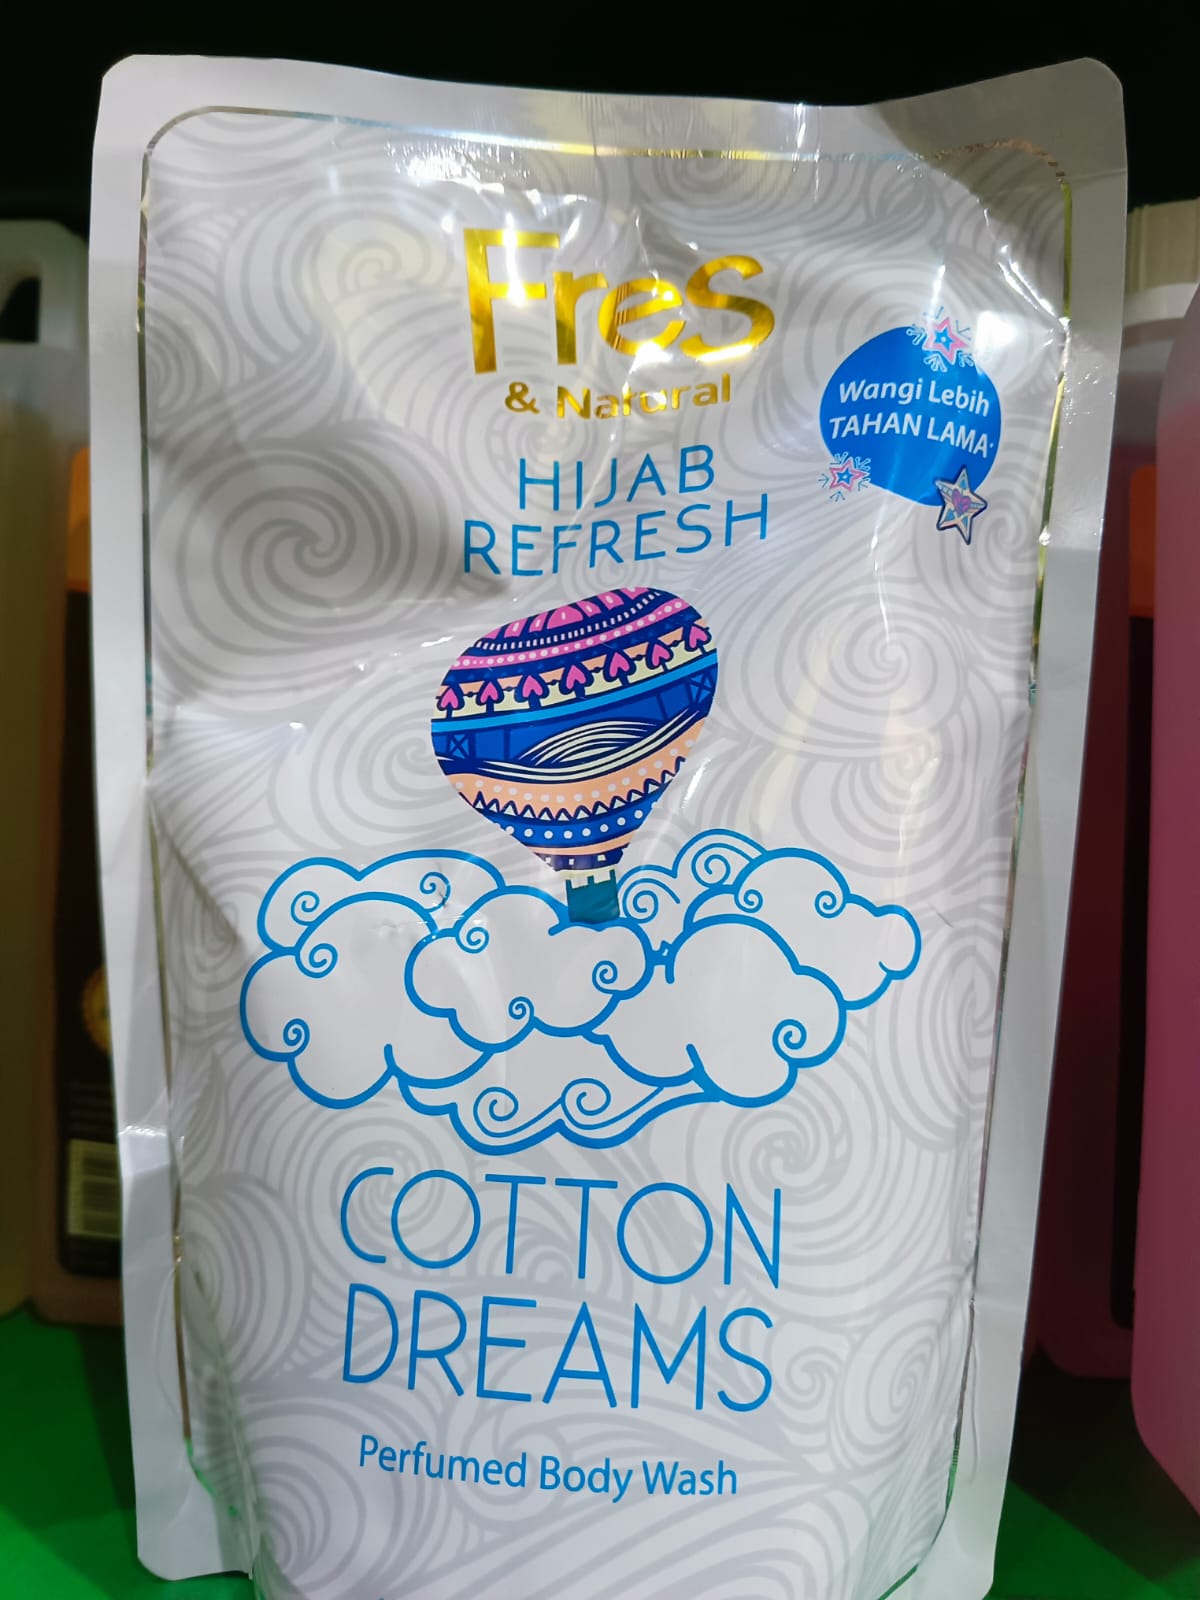 Fres
& Natural
HIJAB
REFRESH
Wangi Lebih
TAHAN LAMA
COTTON
DREAMS
Perfumed Body Wash